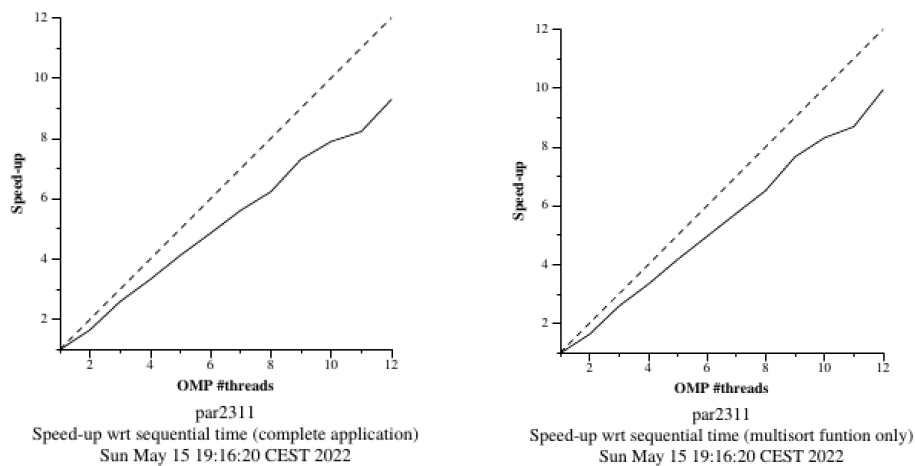 12
10
8
6
4
2
Speed-up
2 4 6 8 10 12
OMP #threads
par2311
Speed-up wrt sequential time (complete application)
Sun May 15 19:16:20 CEST 2022
12
10
8
6
4
2
Speed-up
2 4 6 8 10 12
OMP #threads
par2311
Speed-up wrt sequential time (multisort funtion only)
Sun May 15 19:16:20 CEST 2022